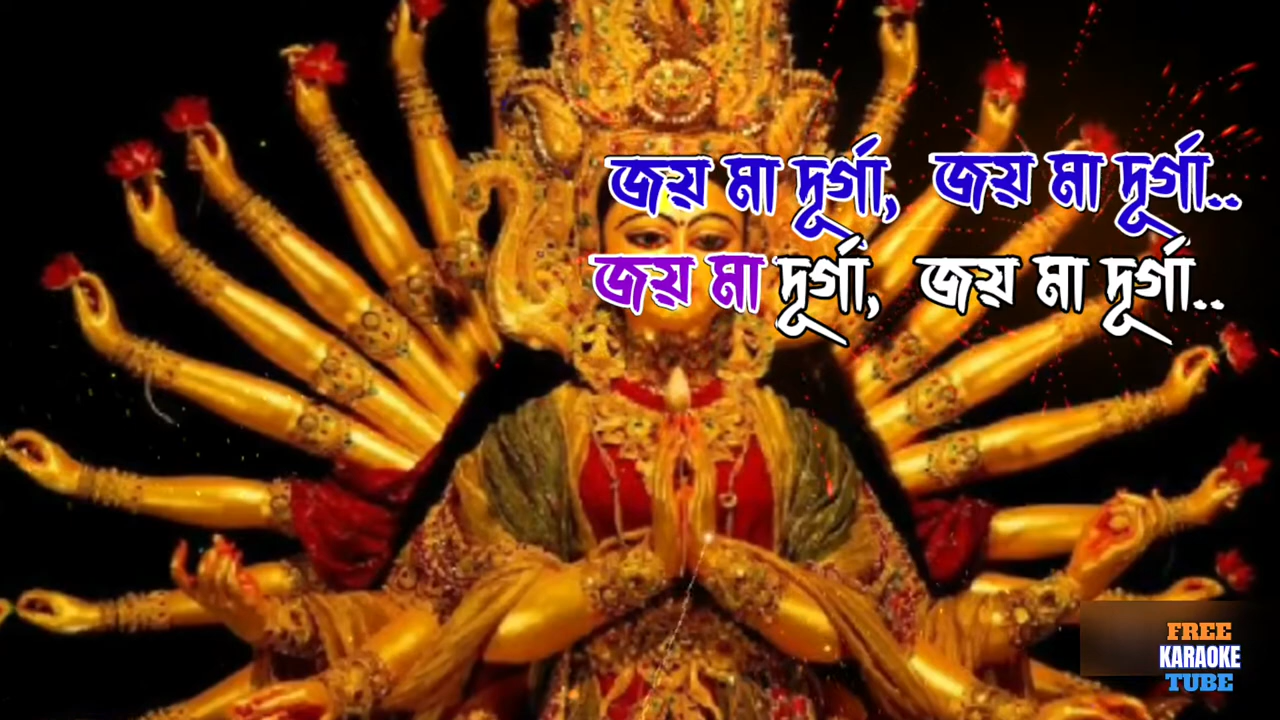 জয় মা দূর্গা, জয় মা দূর্গা..
জয় মা দূর্গা, জয় মা দূর্গা..
FREE
KARAOKE
TUBE